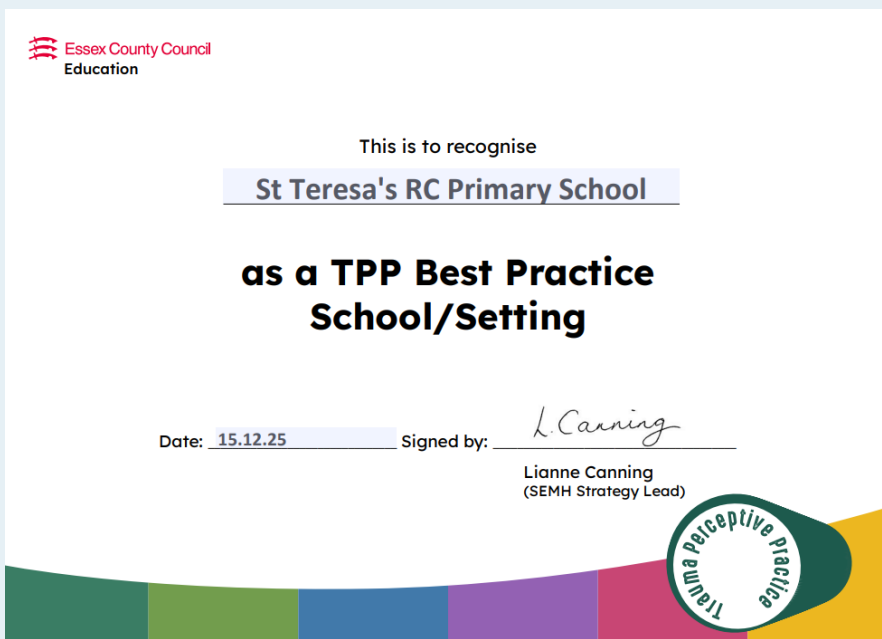 Essex County Council
Education
This is to recognise
St Teresa's RC Primary School
as a TPP Best Practice
School/Setting
Date: 15.12.25 Signed by: L. Canning
Lianne Canning
(SEMH Strategy Lead)
Trauma Perceptive Practice